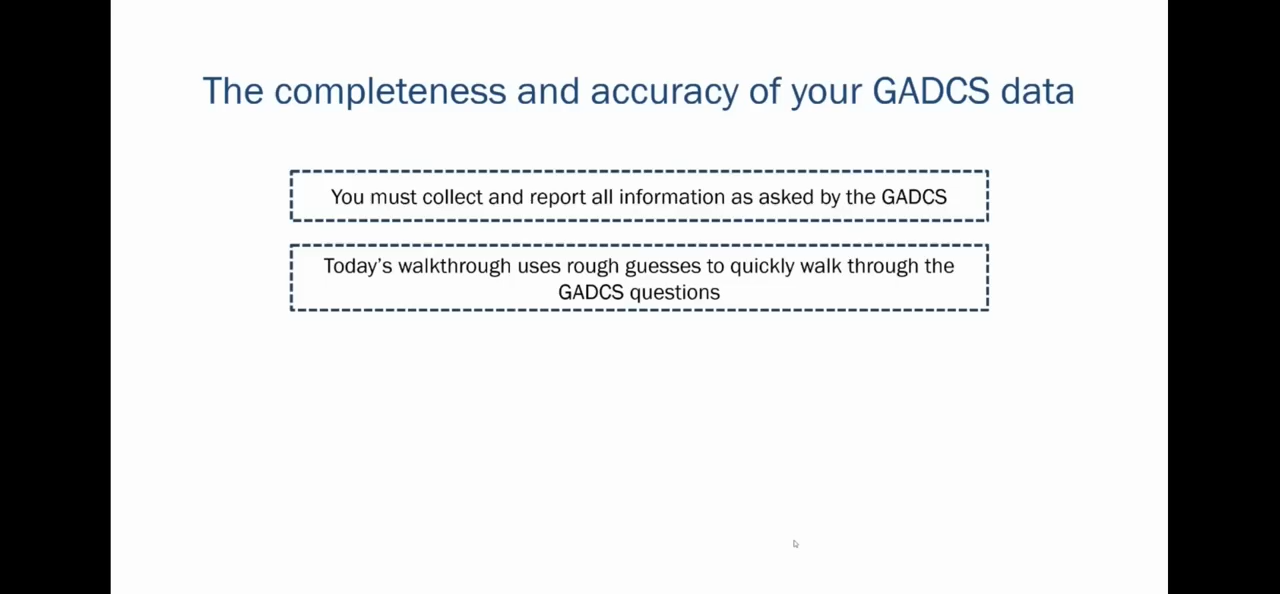 The completeness and accuracy of your GADCS data
You must collect and report all information as asked by the GADCS
Today’s walkthrough uses rough guesses to quickly walk through the
GADCS questions